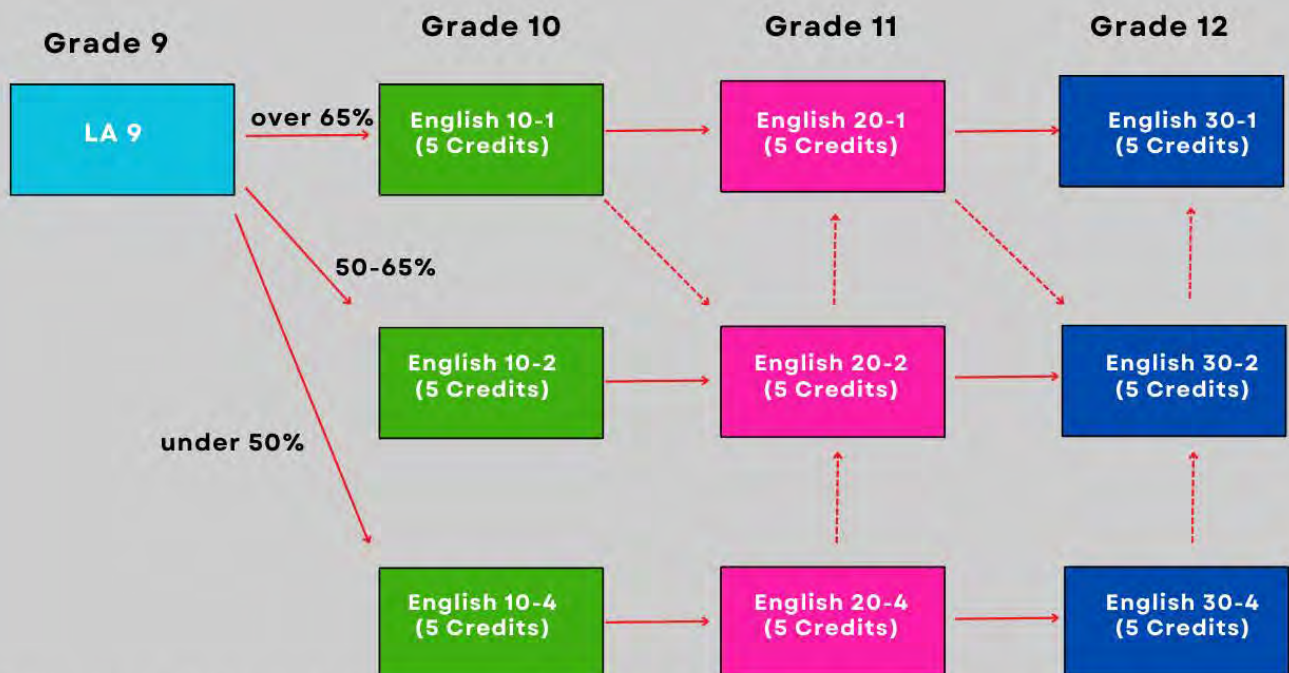 Grade 9
Grade 10
Grade 11
Grade 12
LA 9
over 65%
English 10-1
(5 Credits)
English 20-1
(5 Credits)
English 30-1
(5 Credits)
50-65%
English 10-2
(5 Credits)
English 20-2
(5 Credits)
English 30-2
(5 Credits)
under 50%
English 10-4
(5 Credits)
English 20-4
(5 Credits)
English 30-4
(5 Credits)